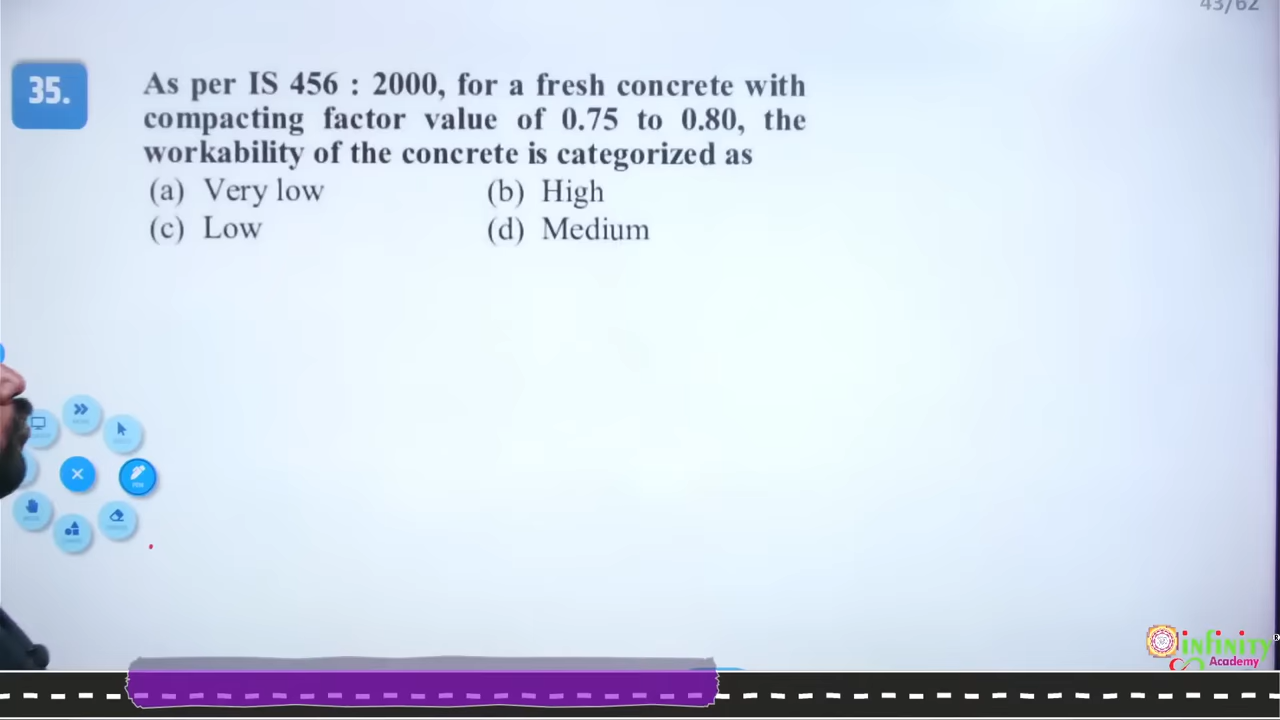 43/62
35.
As per IS 456 : 2000, for a fresh concrete with
compacting factor value of 0.75 to 0.80, the
workability of the concrete is categorized as
(a) Very low
(b) High
(c) Low
(d) Medium
infinity
Academy